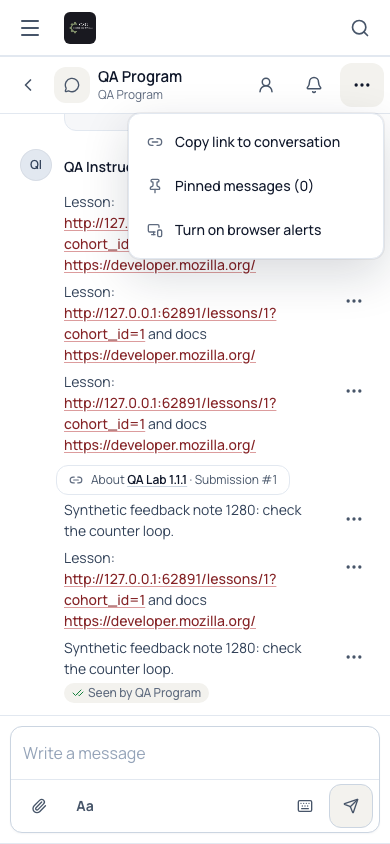 QA Program
QA Program
Copy link to conversation
Pinned messages (0)
Turn on browser alerts
QI
QA Instruc
Lesson:
http://127.
cohort_id
https://developer.mozilla.org/
Lesson:
http://127.0.0.1:62891/lessons/1?
cohort_id=1 and docs
https://developer.mozilla.org/
Lesson:
http://127.0.0.1:62891/lessons/1?
cohort_id=1 and docs
https://developer.mozilla.org/
About QA Lab 1.1.1 · Submission #1
Synthetic feedback note 1280: check
the counter loop.
Lesson:
http://127.0.0.1:62891/lessons/1?
cohort_id=1 and docs
https://developer.mozilla.org/
Synthetic feedback note 1280: check
the counter loop.
Seen by QA Program
Write a message
Aa